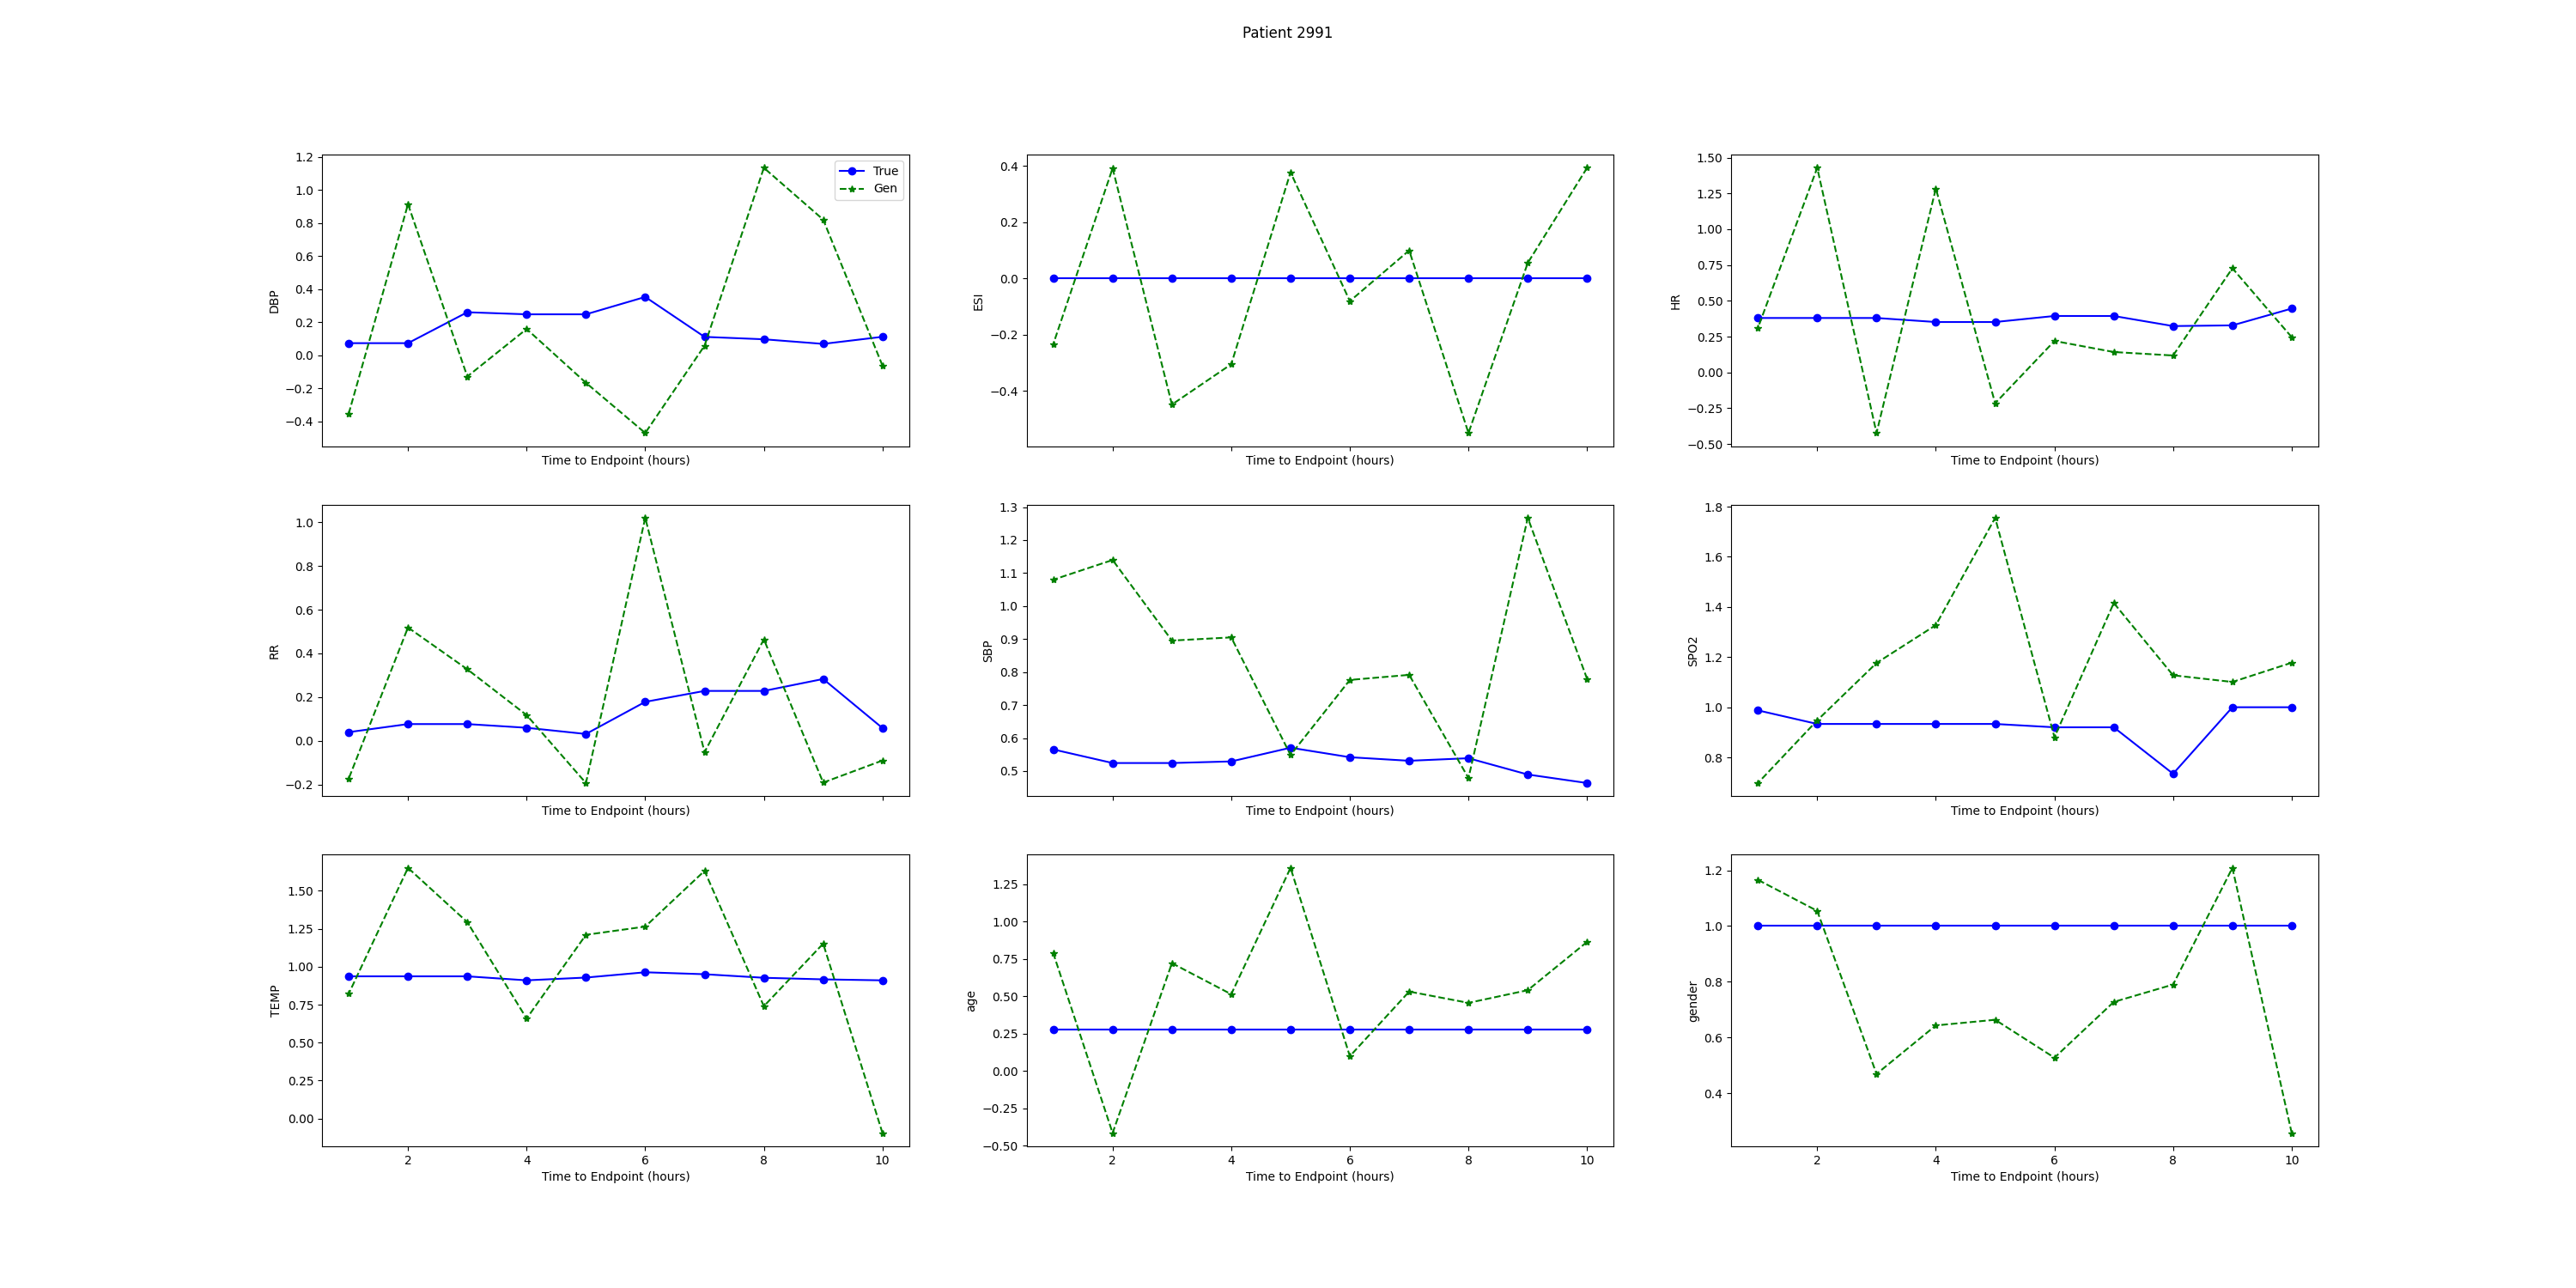 Patient 2991
1.2
1.0
0.8
0.6
0.4
0.2
0.0
−0.2
−0.4
DBP
True
Gen
Time to Endpoint (hours)
0.4
0.2
0.0
−0.2
−0.4
ESI
Time to Endpoint (hours)
1.50
1.25
1.00
0.75
0.50
0.25
0.00
−0.25
−0.50
HR
Time to Endpoint (hours)
1.0
0.8
0.6
0.4
0.2
0.0
−0.2
RR
Time to Endpoint (hours)
1.3
1.2
1.1
1.0
0.9
0.8
0.7
0.6
0.5
SBP
Time to Endpoint (hours)
1.8
1.6
1.4
1.2
1.0
0.8
SPO2
Time to Endpoint (hours)
1.50
1.25
1.00
0.75
0.50
0.25
0.00
TEMP
2 4 6 8 10
Time to Endpoint (hours)
1.25
1.00
0.75
0.50
0.25
0.00
−0.25
−0.50
age
2 4 6 8 10
Time to Endpoint (hours)
1.2
1.0
0.8
0.6
0.4
gender
2 4 6 8 10
Time to Endpoint (hours)